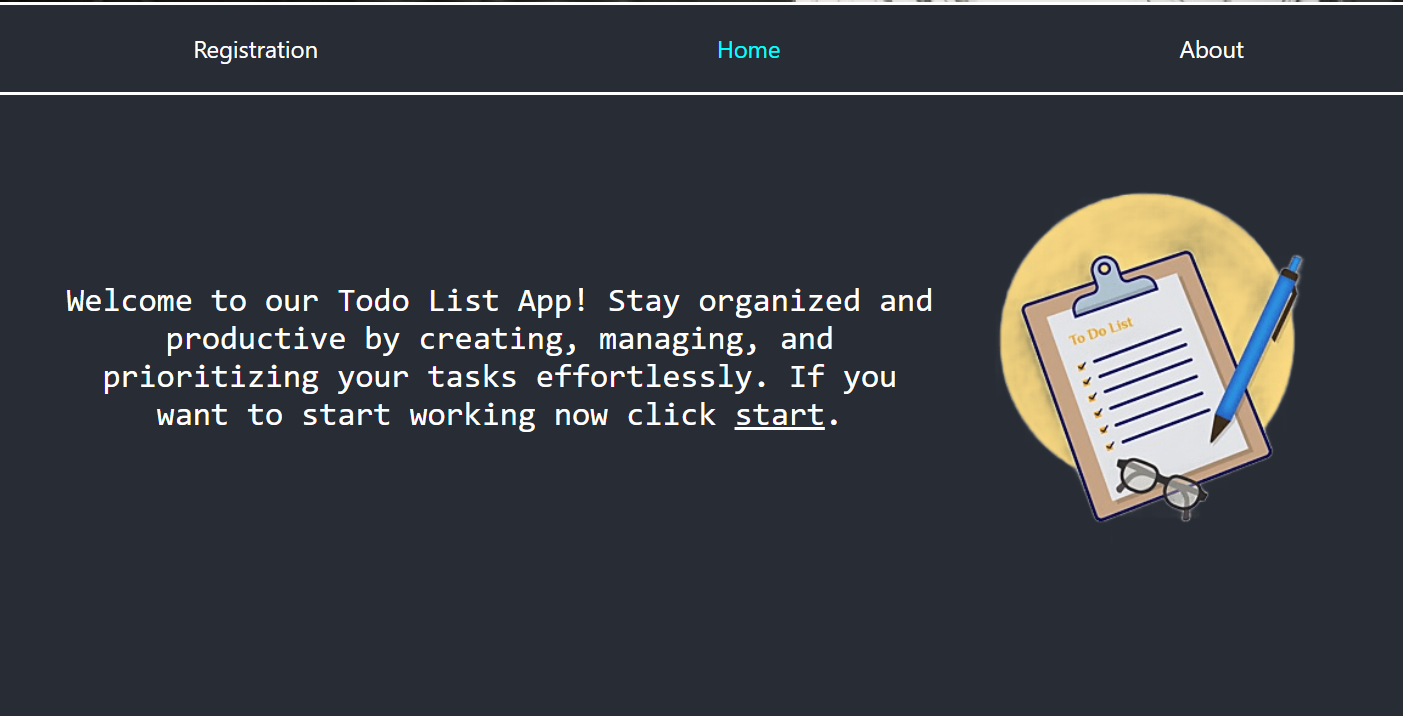 Registration
Home
About
Welcome to our Todo List App! Stay organized and
productive by creating, managing, and
prioritizing your tasks effortlessly. If you
want to start working now click start.
To Do List